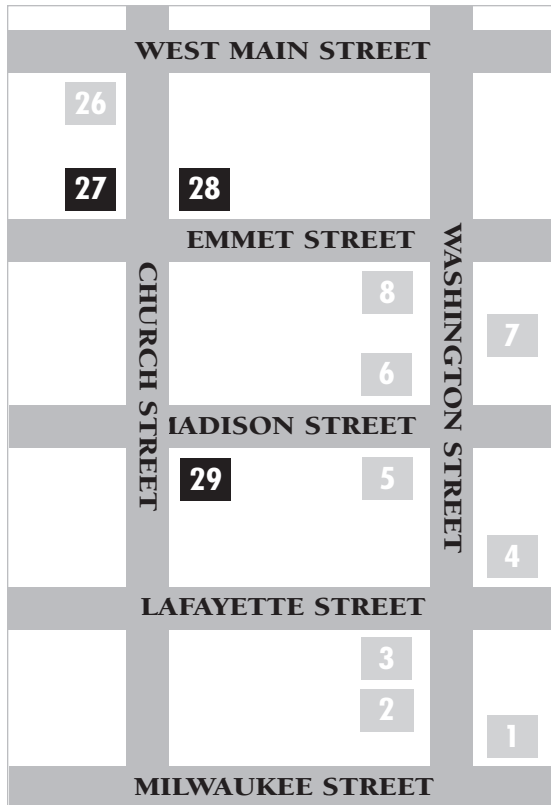 WEST MAIN STREET
26
27
28
EMMET STREET
WASHINGTON STREET
CHURCH STREET
8
7
6
IADISON STREET
29
5
4
LAFAYETTE STREET
3
2
1
MILWAUKEE STREET